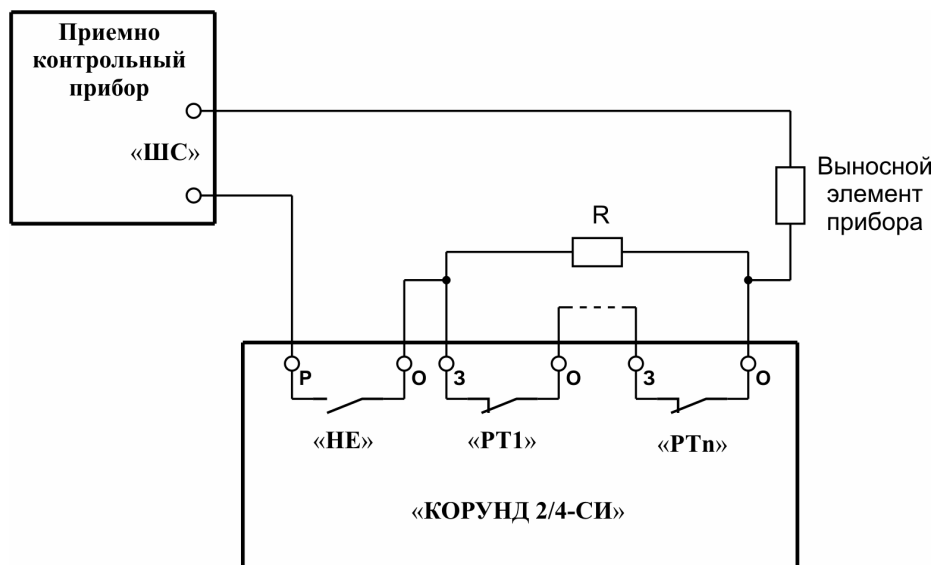 Приемно
контрольный
прибор
«ШС»
Выносной
элемент
прибора
R
Р
О
З
О
З
О
«НЕ»
«РТ1»
«РТn»
«КОРУНД 2/4-СИ»